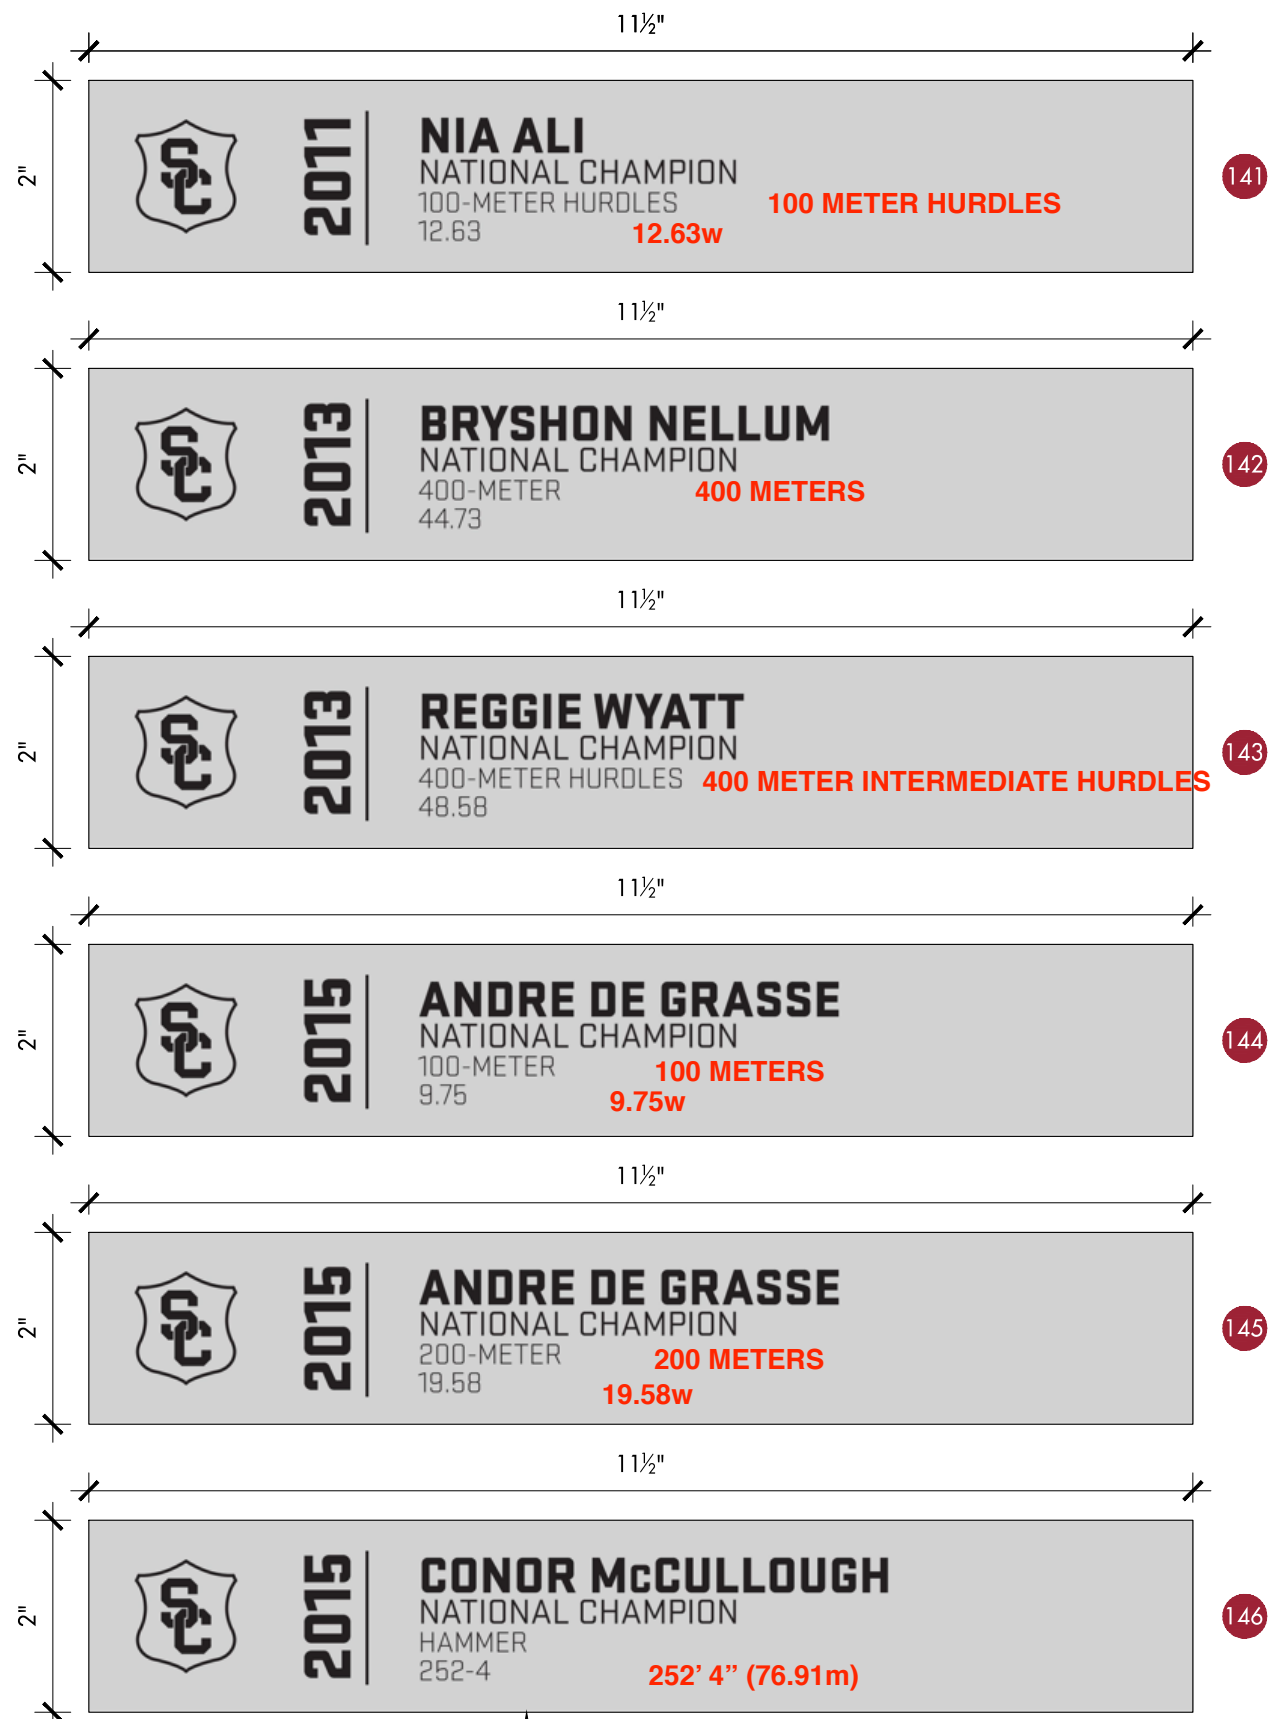 11½"
2"
SC
2011
NIA ALI
NATIONAL CHAMPION
100-METER HURDLES 100 METER HURDLES
12.63 12.63w
141
11½"
2"
SC
2013
BRYSHON NELLUM
NATIONAL CHAMPION
400-METER 400 METERS
44.73
142
11½"
2"
SC
2013
REGGIE WYATT
NATIONAL CHAMPION
400-METER HURDLES 400 METER INTERMEDIATE HURDLES
48.58
143
11½"
2"
SC
2015
ANDRE DE GRASSE
NATIONAL CHAMPION
100-METER 100 METERS
9.75 9.75w
144
11½"
2"
SC
2015
ANDRE DE GRASSE
NATIONAL CHAMPION
200-METER 200 METERS
19.58 19.58w
145
11½"
2"
SC
2015
CONOR McCULLOUGH
NATIONAL CHAMPION
HAMMER
252-4 252’ 4” (76.91m)
146